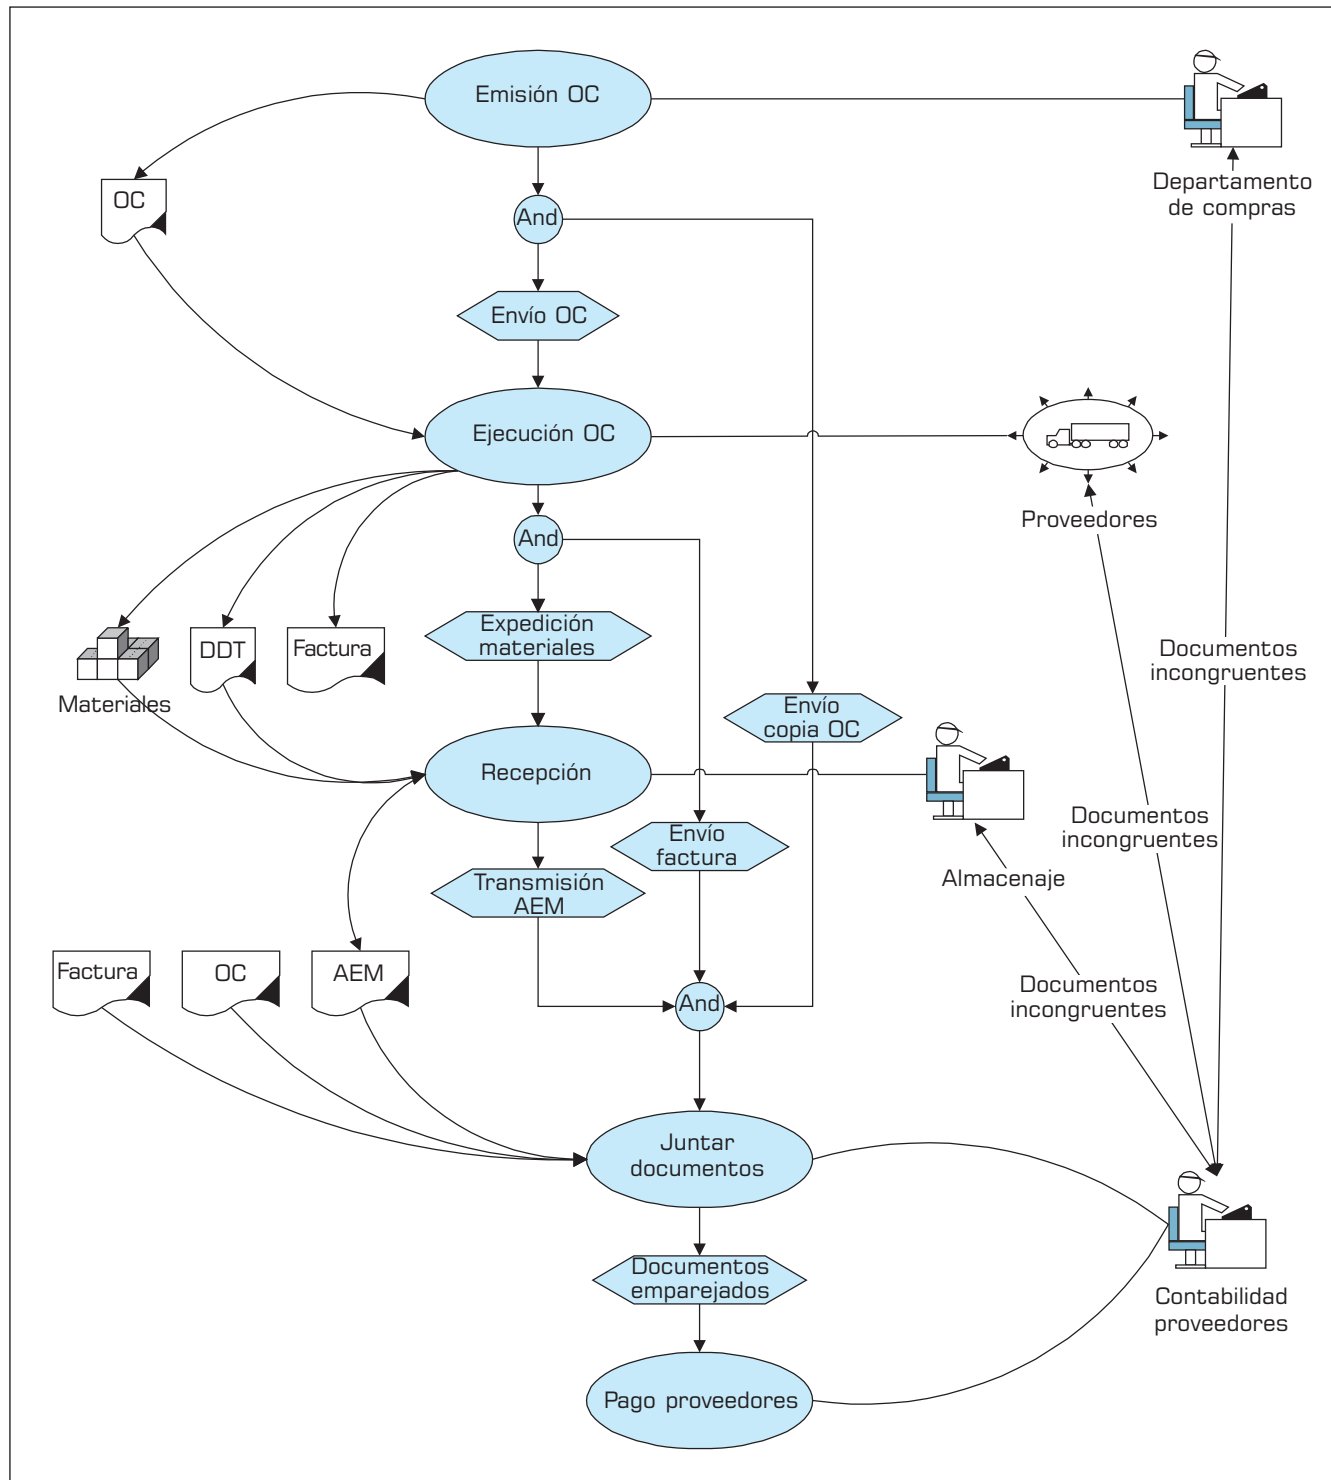 Emisión OC
Departamento
de compras
OC
And
Envío OC
Ejecución OC
Proveedores
And
Expedición
materiales
DDT
Factura
Materiales
Documentos
incongruentes
Envío
copia OC
Recepción
Envío
factura
Documentos
incongruentes
Almacenaje
Transmisión
AEM
Factura
OC
AEM
And
Documentos
incongruentes
Juntar
documentos
Documentos
emparejados
Contabilidad
proveedores
Pago proveedores